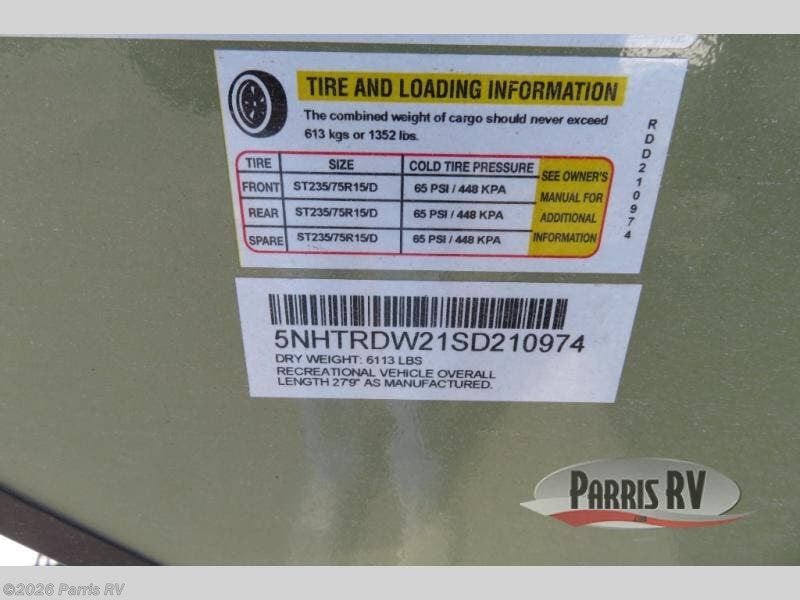 TIRE AND LOADING INFORMATION
The combined weight of cargo should never exceed
613 kgs or 1352 lbs.
TIRE SIZE COLD TIRE PRESSURE SEE OWNER'S MANUAL FOR ADDITIONAL INFORMATION
FRONT ST235/75R15/D 65 PSI / 448 KPA
REAR ST235/75R15/D 65 PSI / 448 KPA
SPARE ST235/75R15/D 65 PSI / 448 KPA
RDD210974
5NHTRDW21SD210974
DRY WEIGHT: 6113 LBS
RECREATIONAL VEHICLE OVERALL
LENGTH 27'9" AS MANUFACTURED.
PARRIS RV
©2026 Parris RV